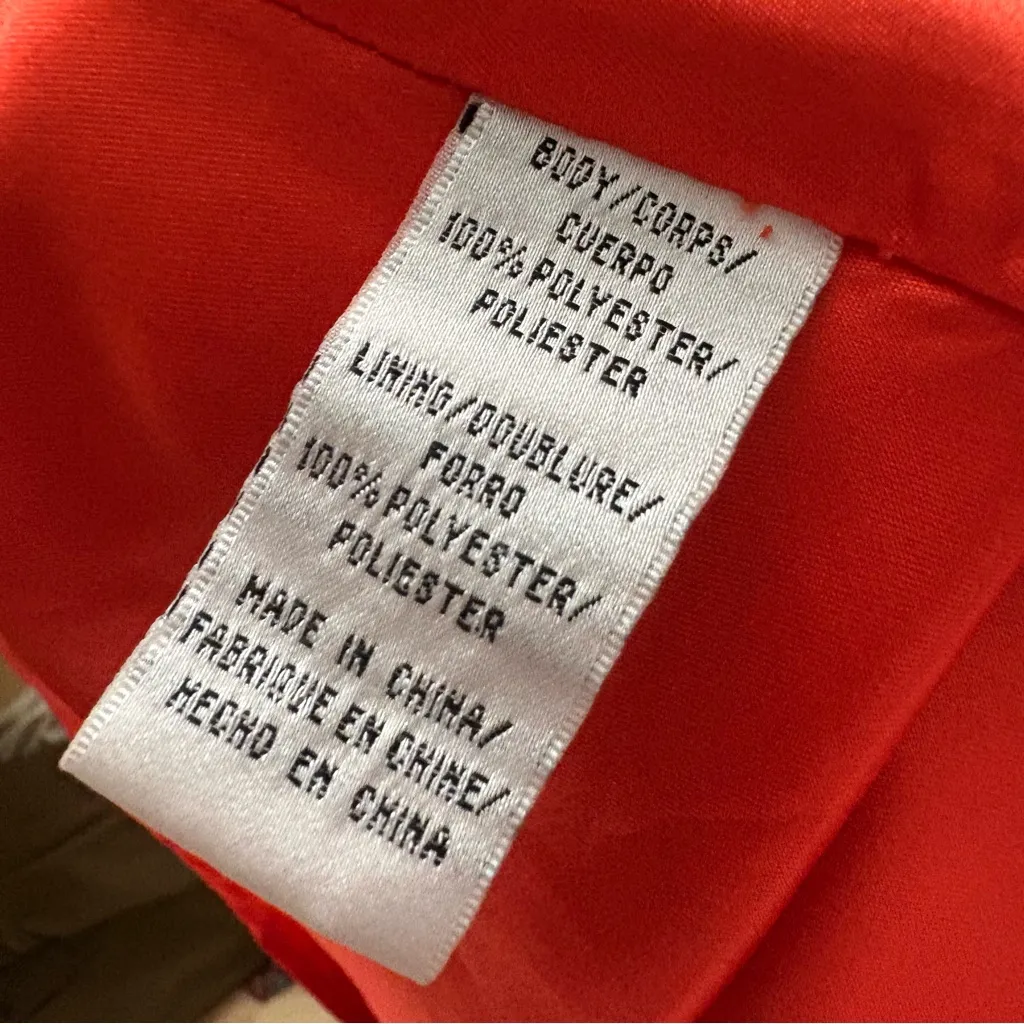 BODY/CORPS/
CUERPO
100% POLYESTER/
POLIESTER
LINING/DOUBLURE/
FORRO
100% POLYESTER/
POLIESTER
MADE IN CHINA/
FABRIQUE EN CHINE/
HECHO EN CHINA